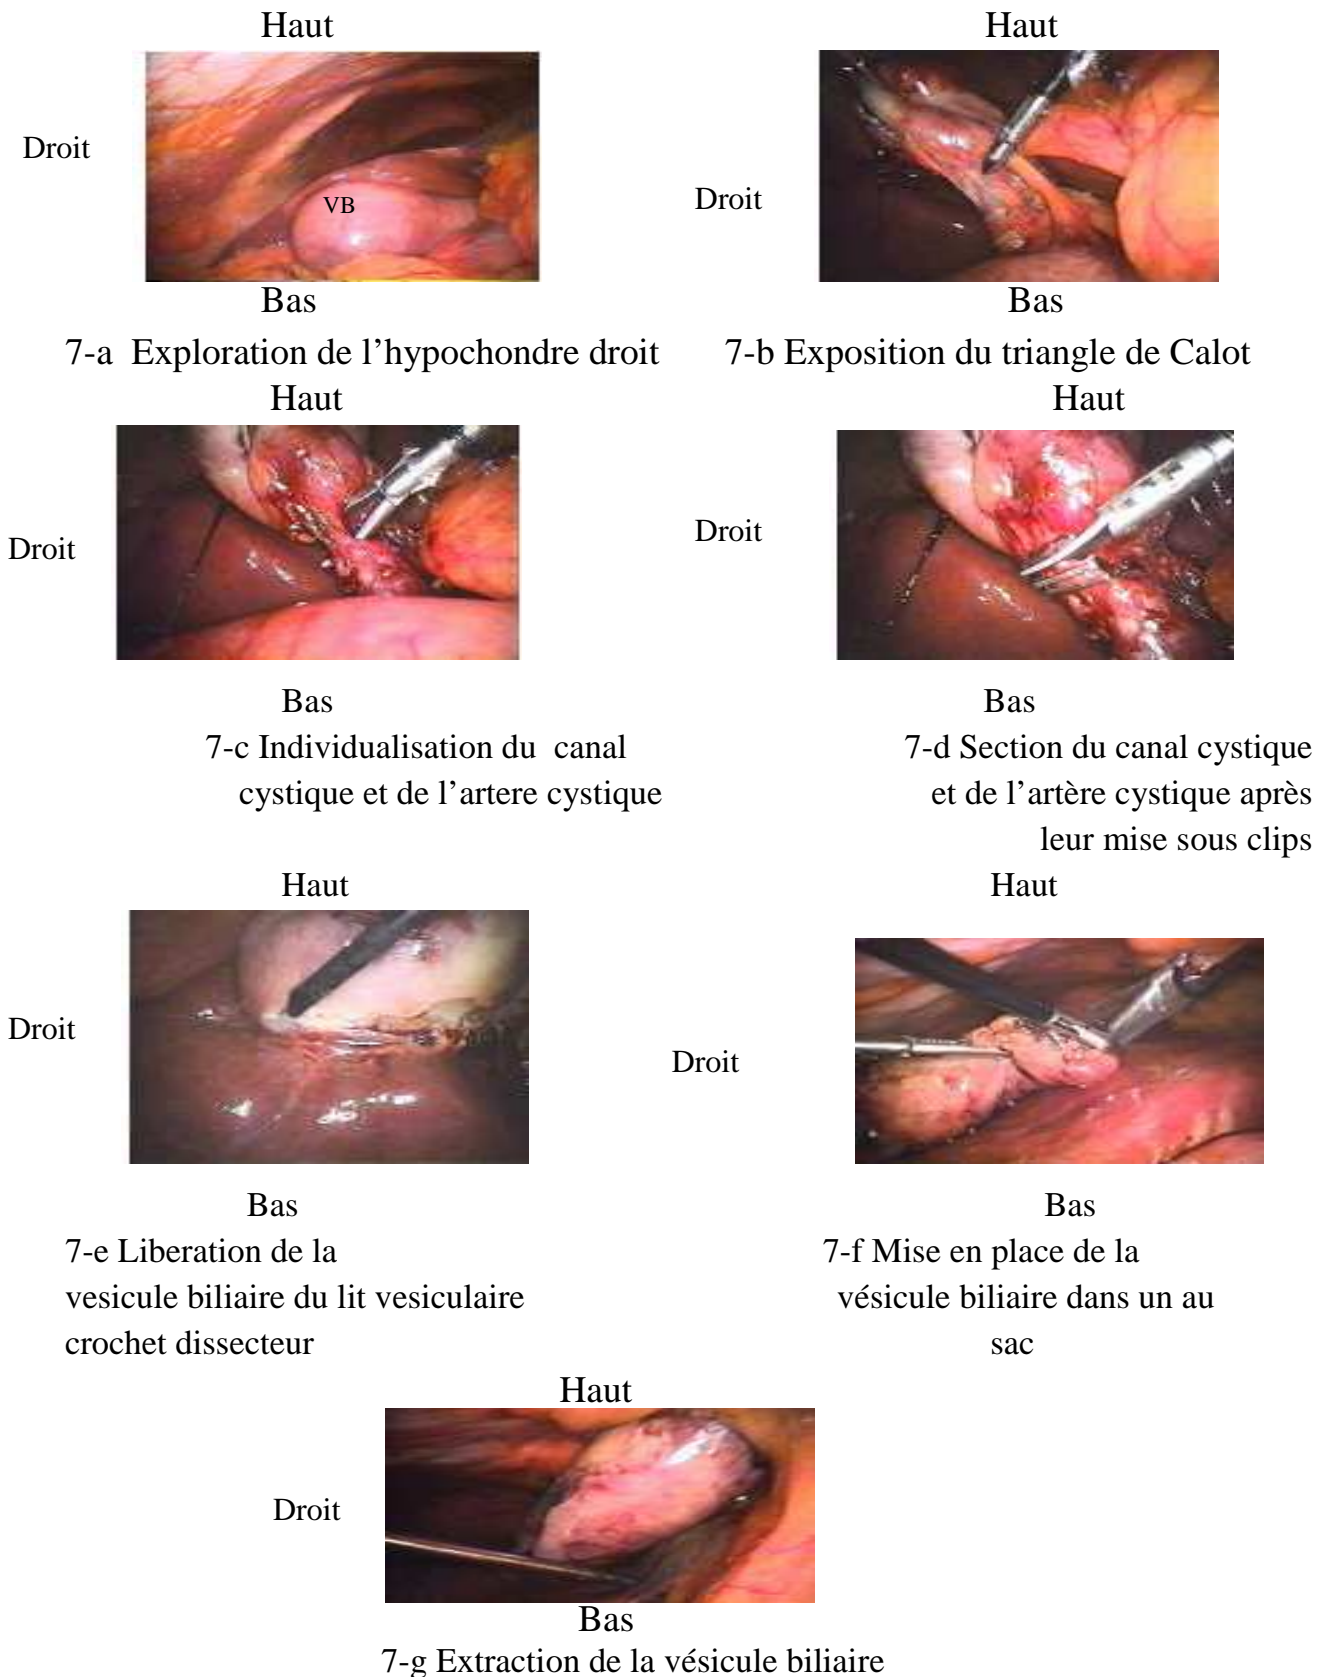 Haut Haut
Droit
VB
Droit
Bas Bas
7-a Exploration de l’hypochondre droit 7-b Exposition du triangle de Calot
Haut Haut
Droit
Droit
Bas Bas
7-c Individualisation du canal 7-d Section du canal cystique
cystique et de l’artere cystique et de l’artère cystique après
leur mise sous clips
Haut Haut
Droit
Droit
Bas Bas
7-e Liberation de la 7-f Mise en place de la
vesicule biliaire du lit vesiculaire vésicule biliaire dans un au
crochet dissecteur sac
Haut
Droit
Bas
7-g Extraction de la vésicule biliaire